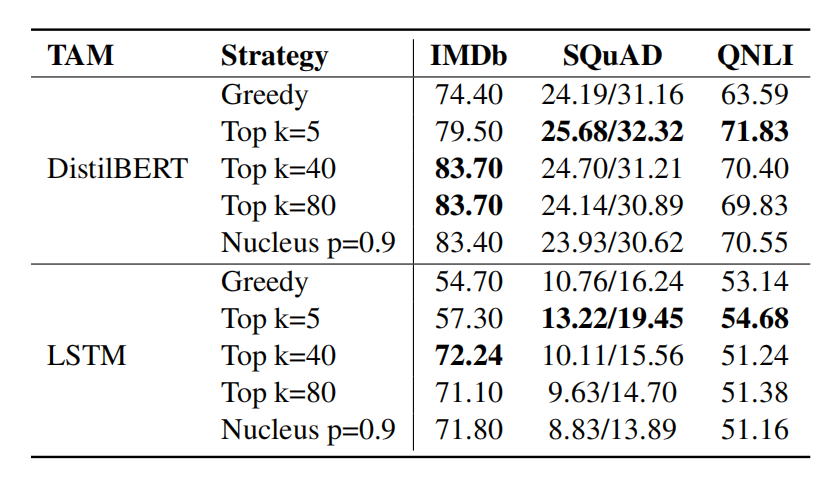 TAM Strategy IMDb SQuAD QNLI
Greedy 74.40 24.19/31.16 63.59
Top k=5 79.50 25.68/32.32 71.83
DistilBERT Top k=40 83.70 24.70/31.21 70.40
Top k=80 83.70 24.14/30.89 69.83
Nucleus p=0.9 83.40 23.93/30.62 70.55
Greedy 54.70 10.76/16.24 53.14
Top k=5 57.30 13.22/19.45 54.68
LSTM Top k=40 72.24 10.11/15.56 51.24
Top k=80 71.10 9.63/14.70 51.38
Nucleus p=0.9 71.80 8.83/13.89 51.16